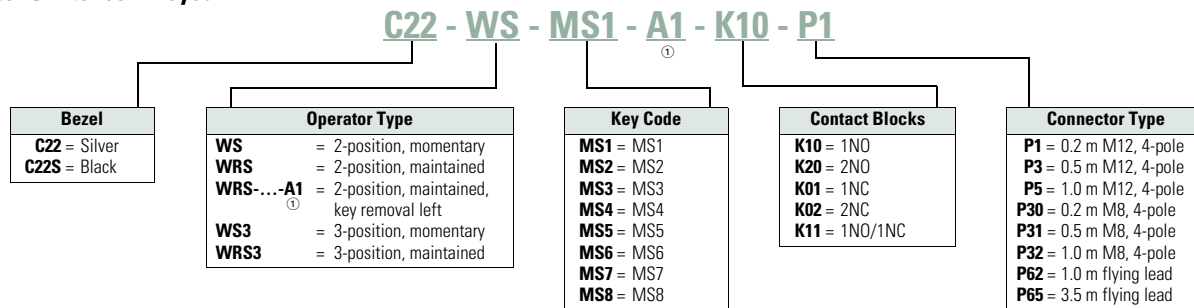 C22 - WS - MS1 - A1 - K10 - P1
①
Bezel
C22 = Silver
C22S = Black
Operator Type
WS = 2-position, momentary
WRS = 2-position, maintained
WRS-...-A1 = 2-position, maintained,
① key removal left
WS3 = 3-position, momentary
WRS3 = 3-position, maintained
Key Code
MS1 = MS1
MS2 = MS2
MS3 = MS3
MS4 = MS4
MS5 = MS5
MS6 = MS6
MS7 = MS7
MS8 = MS8
Contact Blocks
K10 = 1NO
K20 = 2NO
K01 = 1NC
K02 = 2NC
K11 = 1NO/1NC
Connector Type
P1 = 0.2 m M12, 4-pole
P3 = 0.5 m M12, 4-pole
P5 = 1.0 m M12, 4-pole
P30 = 0.2 m M8, 4-pole
P31 = 0.5 m M8, 4-pole
P32 = 1.0 m M8, 4-pole
P62 = 1.0 m flying lead
P65 = 3.5 m flying lead